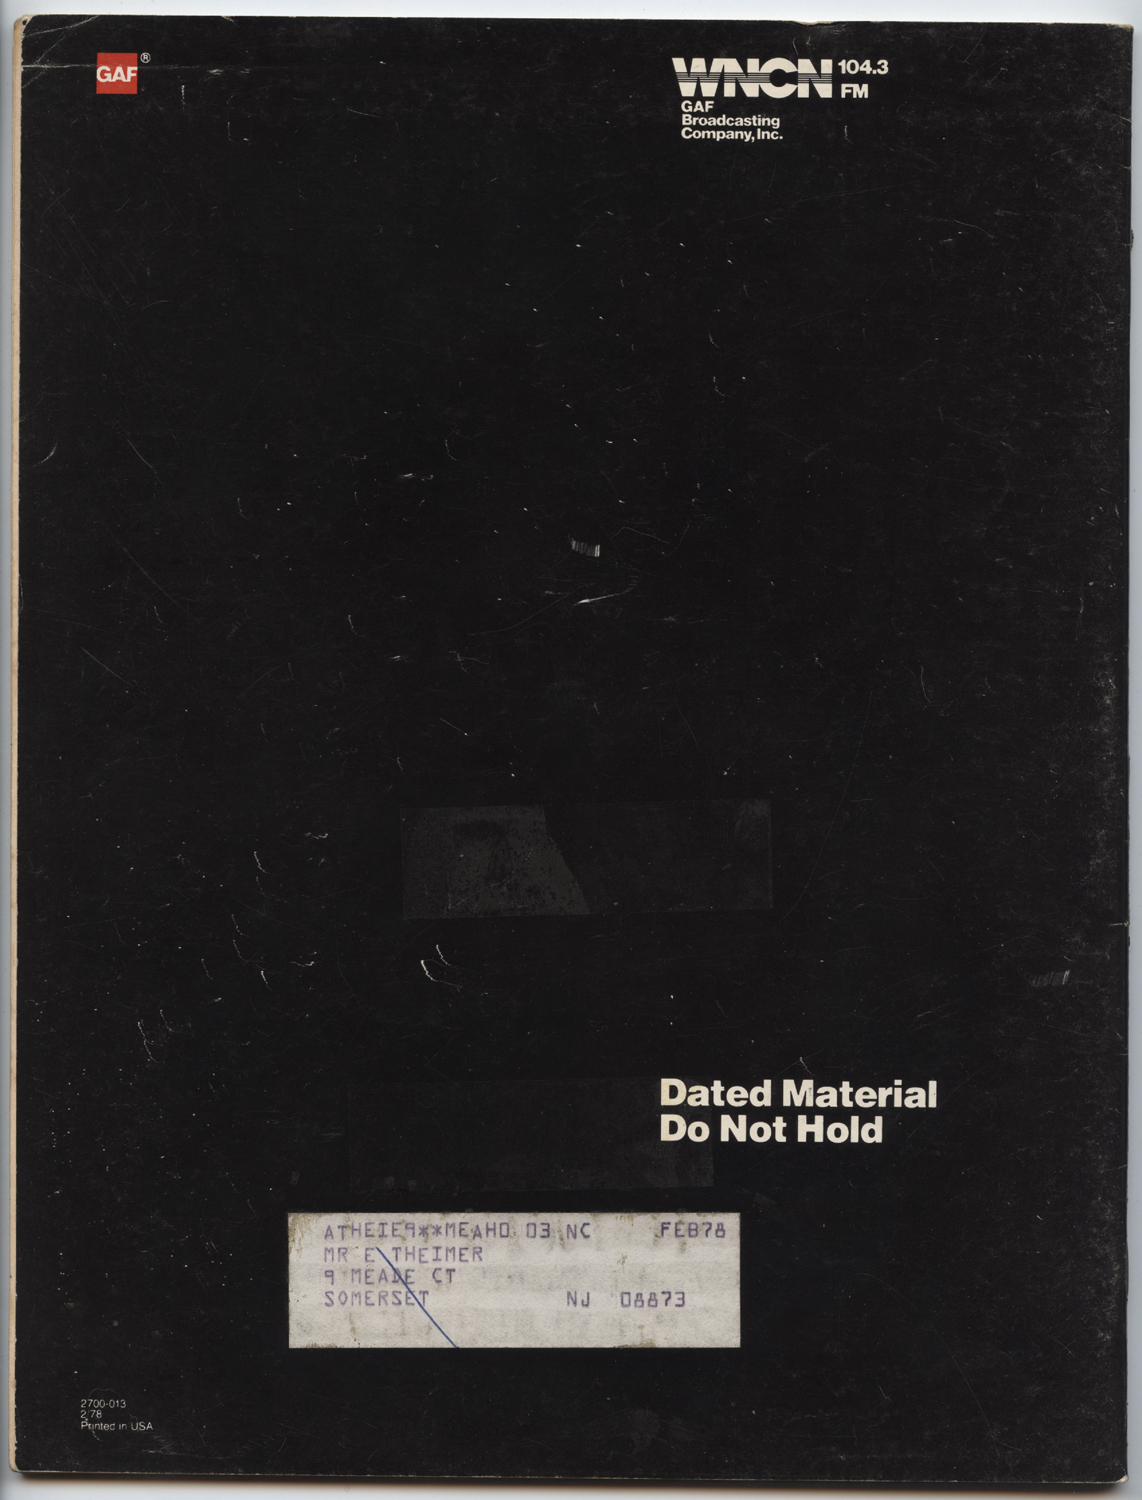 GAF®
WNCN 104.3
FM
GAF
Broadcasting
Company, Inc.
Dated Material
Do Not Hold
ATHEIE9**MEAHO 03 NC FEB78
MR E THEIMER
9 MEADE CT
SOMERSET NJ 08873
2700-013
2/78
Printed in USA